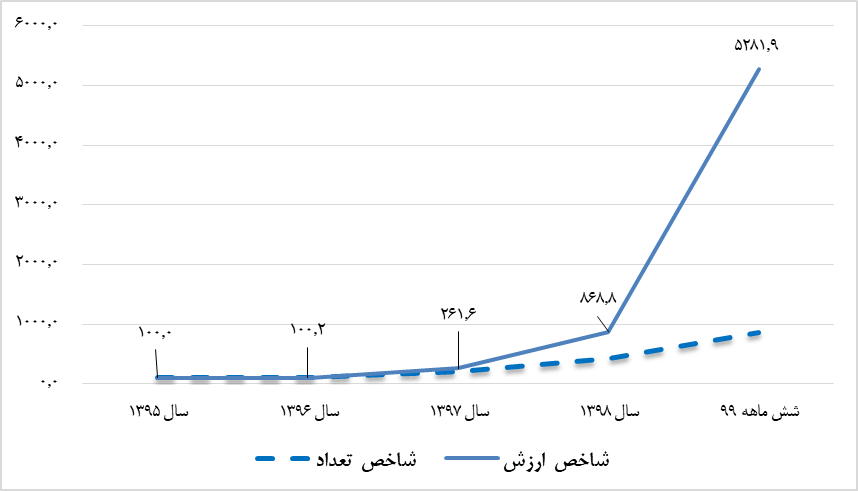 ۶۰۰۰,۰
۵۰۰۰,۰
۴۰۰۰,۰
۳۰۰۰,۰
۲۰۰۰,۰
۱۰۰۰,۰
۰,۰
۱۰۰,۰
۱۰۰,۲
۲۶۱,۶
۸۶۸,۸
۵۲۸۱,۹
سال ۱۳۹۵
سال ۱۳۹۶
سال ۱۳۹۷
سال ۱۳۹۸
شش ماهه ۹۹
شاخص ارزش
شاخص تعداد